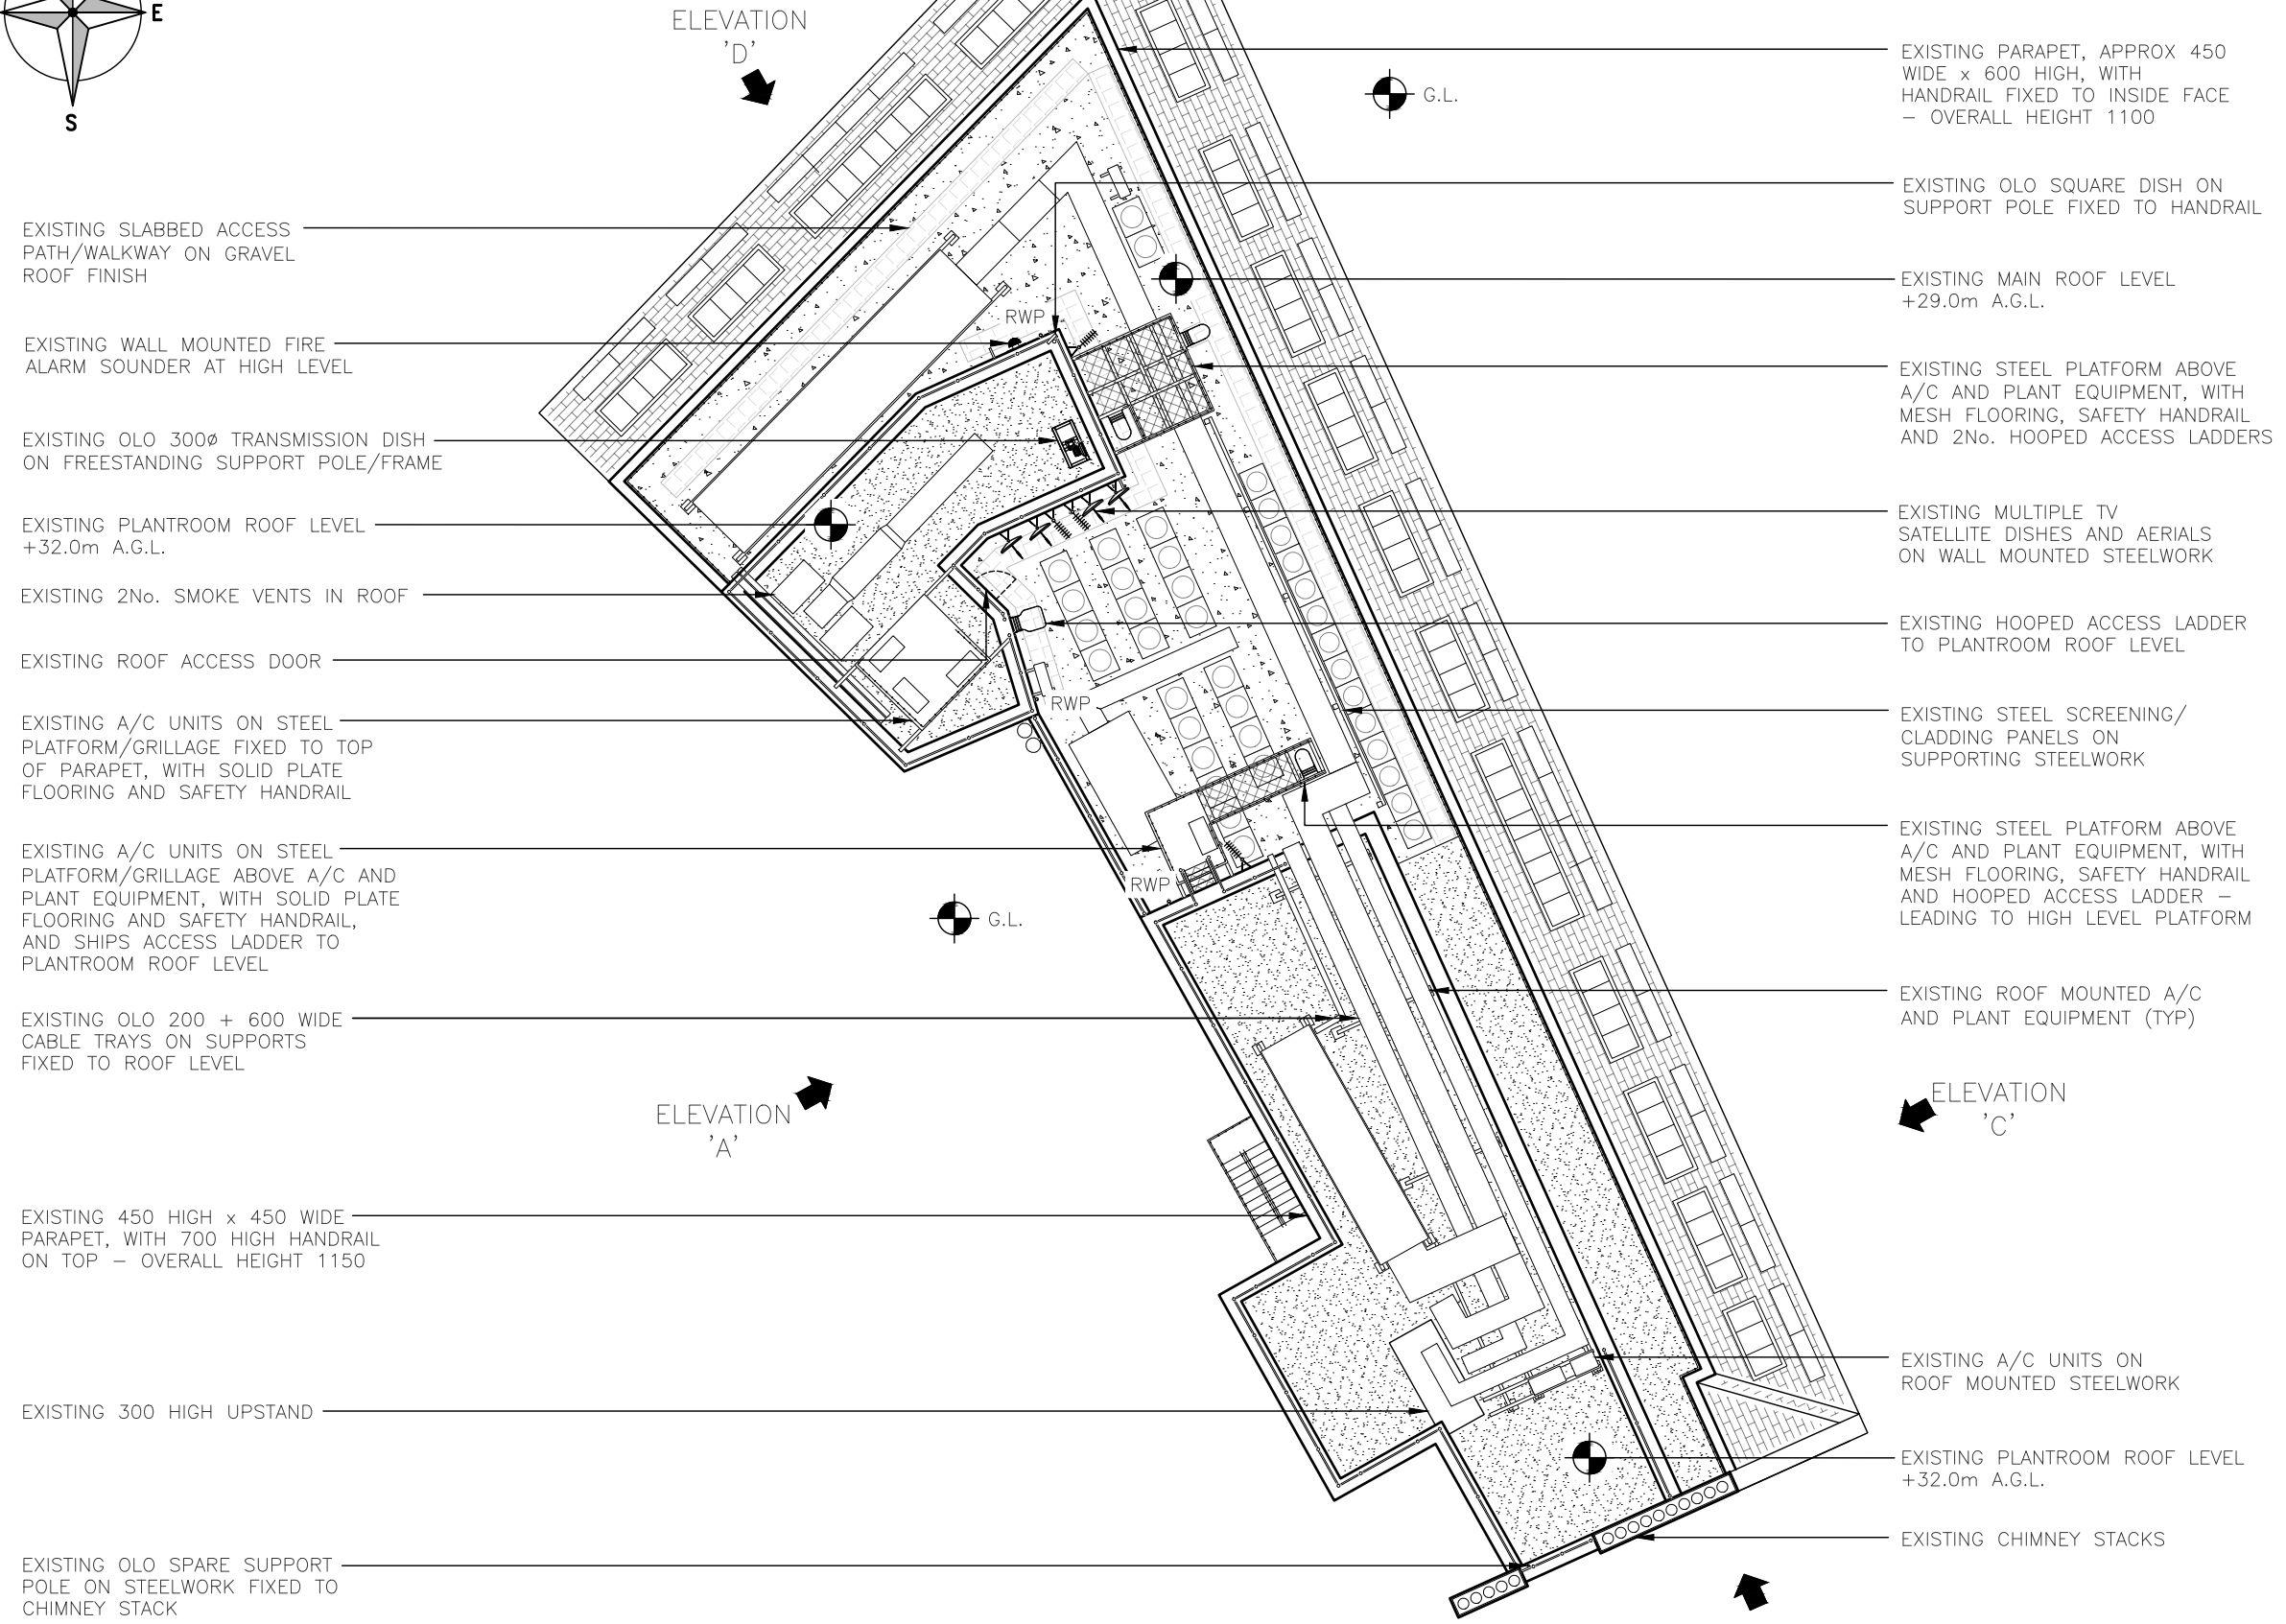 E
S
ELEVATION
'D'
G.L.
EXISTING SLABBED ACCESS
PATH/WALKWAY ON GRAVEL
ROOF FINISH
EXISTING WALL MOUNTED FIRE
ALARM SOUNDER AT HIGH LEVEL
EXISTING OLO 300ø TRANSMISSION DISH
ON FREESTANDING SUPPORT POLE/FRAME
EXISTING PLANTROOM ROOF LEVEL
+32.0m A.G.L.
EXISTING 2No. SMOKE VENTS IN ROOF
EXISTING ROOF ACCESS DOOR
EXISTING A/C UNITS ON STEEL
PLATFORM/GRILLAGE FIXED TO TOP
OF PARAPET, WITH SOLID PLATE
FLOORING AND SAFETY HANDRAIL
EXISTING A/C UNITS ON STEEL
PLATFORM/GRILLAGE ABOVE A/C AND
PLANT EQUIPMENT, WITH SOLID PLATE
FLOORING AND SAFETY HANDRAIL,
AND SHIPS ACCESS LADDER TO
PLANTROOM ROOF LEVEL
EXISTING OLO 200 + 600 WIDE
CABLE TRAYS ON SUPPORTS
FIXED TO ROOF LEVEL
EXISTING 450 HIGH x 450 WIDE
PARAPET, WITH 700 HIGH HANDRAIL
ON TOP – OVERALL HEIGHT 1150
EXISTING 300 HIGH UPSTAND
EXISTING OLO SPARE SUPPORT
POLE ON STEELWORK FIXED TO
CHIMNEY STACK
RWP
RWP
RWP
G.L.
ELEVATION
'A'
EXISTING PARAPET, APPROX 450
WIDE x 600 HIGH, WITH
HANDRAIL FIXED TO INSIDE FACE
– OVERALL HEIGHT 1100
EXISTING OLO SQUARE DISH ON
SUPPORT POLE FIXED TO HANDRAIL
EXISTING MAIN ROOF LEVEL
+29.0m A.G.L.
EXISTING STEEL PLATFORM ABOVE
A/C AND PLANT EQUIPMENT, WITH
MESH FLOORING, SAFETY HANDRAIL
AND 2No. HOOPED ACCESS LADDERS
EXISTING MULTIPLE TV
SATELLITE DISHES AND AERIALS
ON WALL MOUNTED STEELWORK
EXISTING HOOPED ACCESS LADDER
TO PLANTROOM ROOF LEVEL
EXISTING STEEL SCREENING/
CLADDING PANELS ON
SUPPORTING STEELWORK
EXISTING STEEL PLATFORM ABOVE
A/C AND PLANT EQUIPMENT, WITH
MESH FLOORING, SAFETY HANDRAIL
AND HOOPED ACCESS LADDER –
LEADING TO HIGH LEVEL PLATFORM
EXISTING ROOF MOUNTED A/C
AND PLANT EQUIPMENT (TYP)
ELEVATION
'C'
EXISTING A/C UNITS ON
ROOF MOUNTED STEELWORK
EXISTING PLANTROOM ROOF LEVEL
+32.0m A.G.L.
EXISTING CHIMNEY STACKS